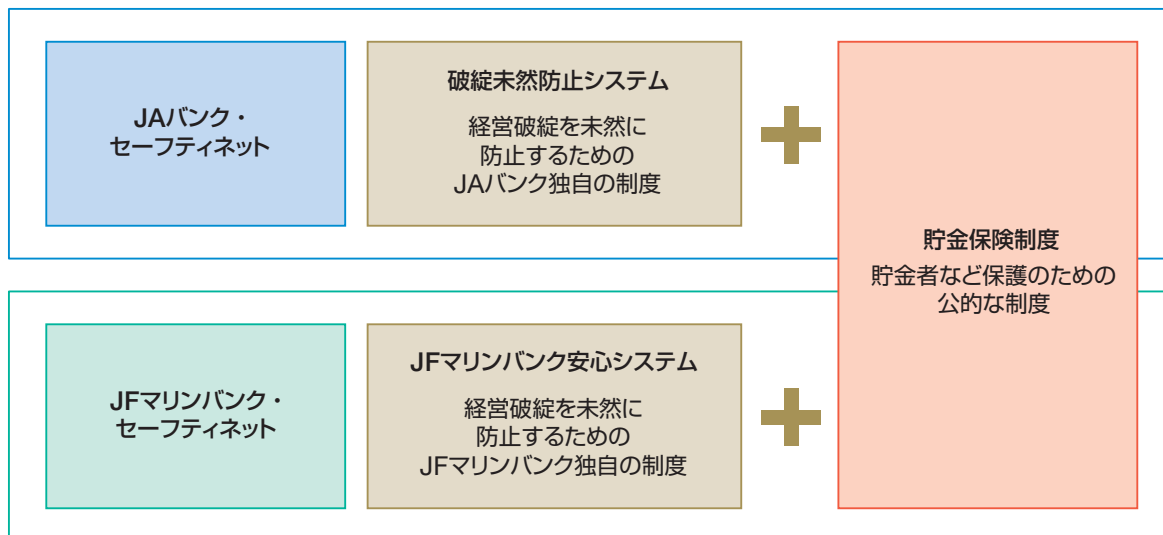 JAバンク・
セーフティネット
破綻未然防止システム
経営破綻を未然に
防止するための
JAバンク独自の制度
貯金保険制度
貯金者など保護のための
公的な制度
JFマリンバンク・
セーフティネット
JFマリンバンク安心システム
経営破綻を未然に
防止するための
JFマリンバンク独自の制度